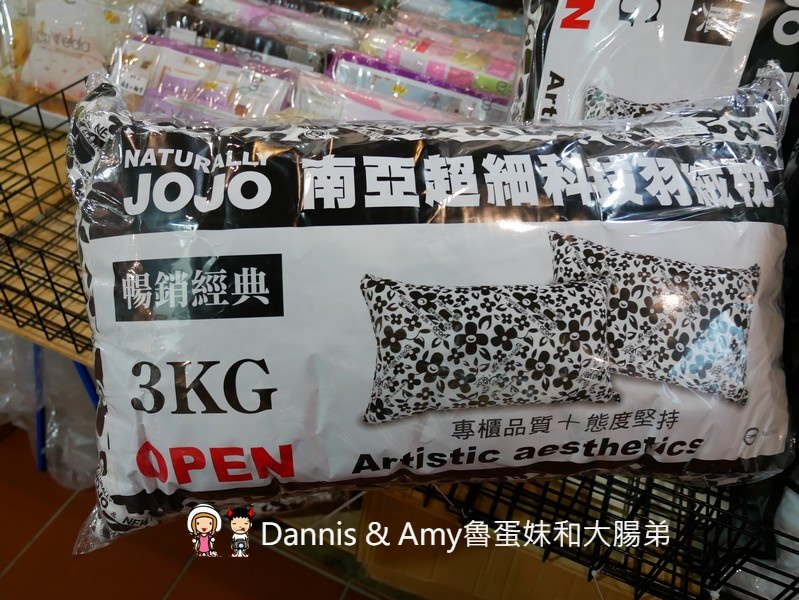 NATURALLY
JOJO
南亞超細科技羽絨枕
暢銷經典
3KG
OPEN
專櫃品質＋態度堅持
Artistic aesthetics
JOJO
NEW
Dannis & Amy魯蛋妹和大腸弟